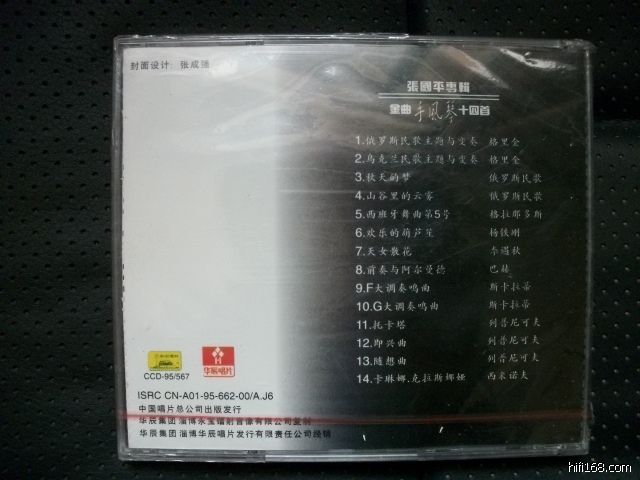 封面设计：张成强
張國平專輯
金曲手風琴十四首
1.俄罗斯民歌主题与变奏 格里金
2.乌克兰民歌主题与变奏 格里金
3.秋天的梦 俄罗斯民歌
4.山谷里的云雾 俄罗斯民歌
5.西班牙舞曲第5号 格拉那多斯
6.欢乐的葫芦笙 杨铁刚
7.天女散花 李遇秋
8.前奏与阿尔曼德 巴赫
9.F大调奏鸣曲 斯卡拉蒂
10.G大调奏鸣曲 斯卡拉蒂
11.托卡塔 列普尼可夫
12.即兴曲 列普尼可夫
13.随想曲 列普尼可夫
14.卡琳娜.克拉斯娜娅 西米诺夫
华辰唱片
CCD-95/567
ISRC CN-A01-95-662-00/A.J6
中国唱片总公司出版发行
华辰集团淄博永宝镭射音像有限公司复制
华辰集团淄博华辰唱片发行有限责任公司经销
hifi168.com